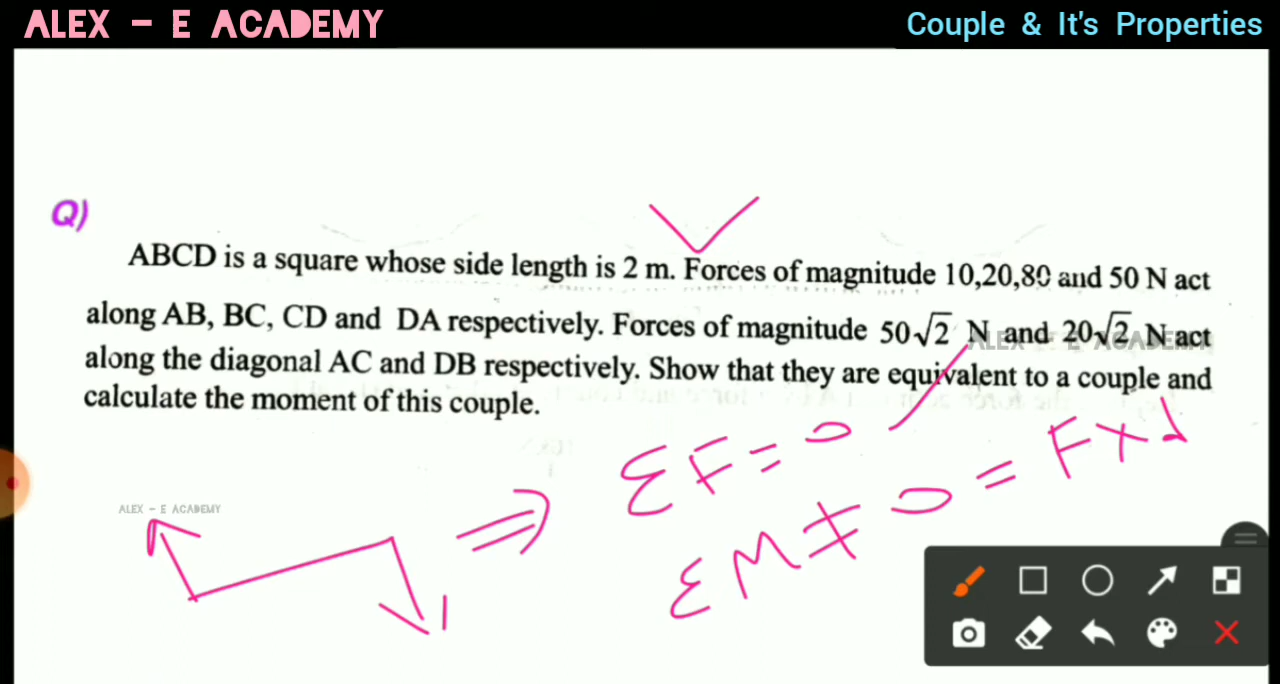 ALEX - E ACADEMY
Couple & It's Properties
Q)
ABCD is a square whose side length is 2 m. Forces of magnitude 10,20,80 and 50 N act
along AB, BC, CD and DA respectively. Forces of magnitude 50√2 N and 20√2 N act
along the diagonal AC and DB respectively. Show that they are equivalent to a couple and
calculate the moment of this couple.
ALEX - E ACADEMY
ΣF = 0
ΣM ≠ 0 = F × d
ALEX - E ACADEMY